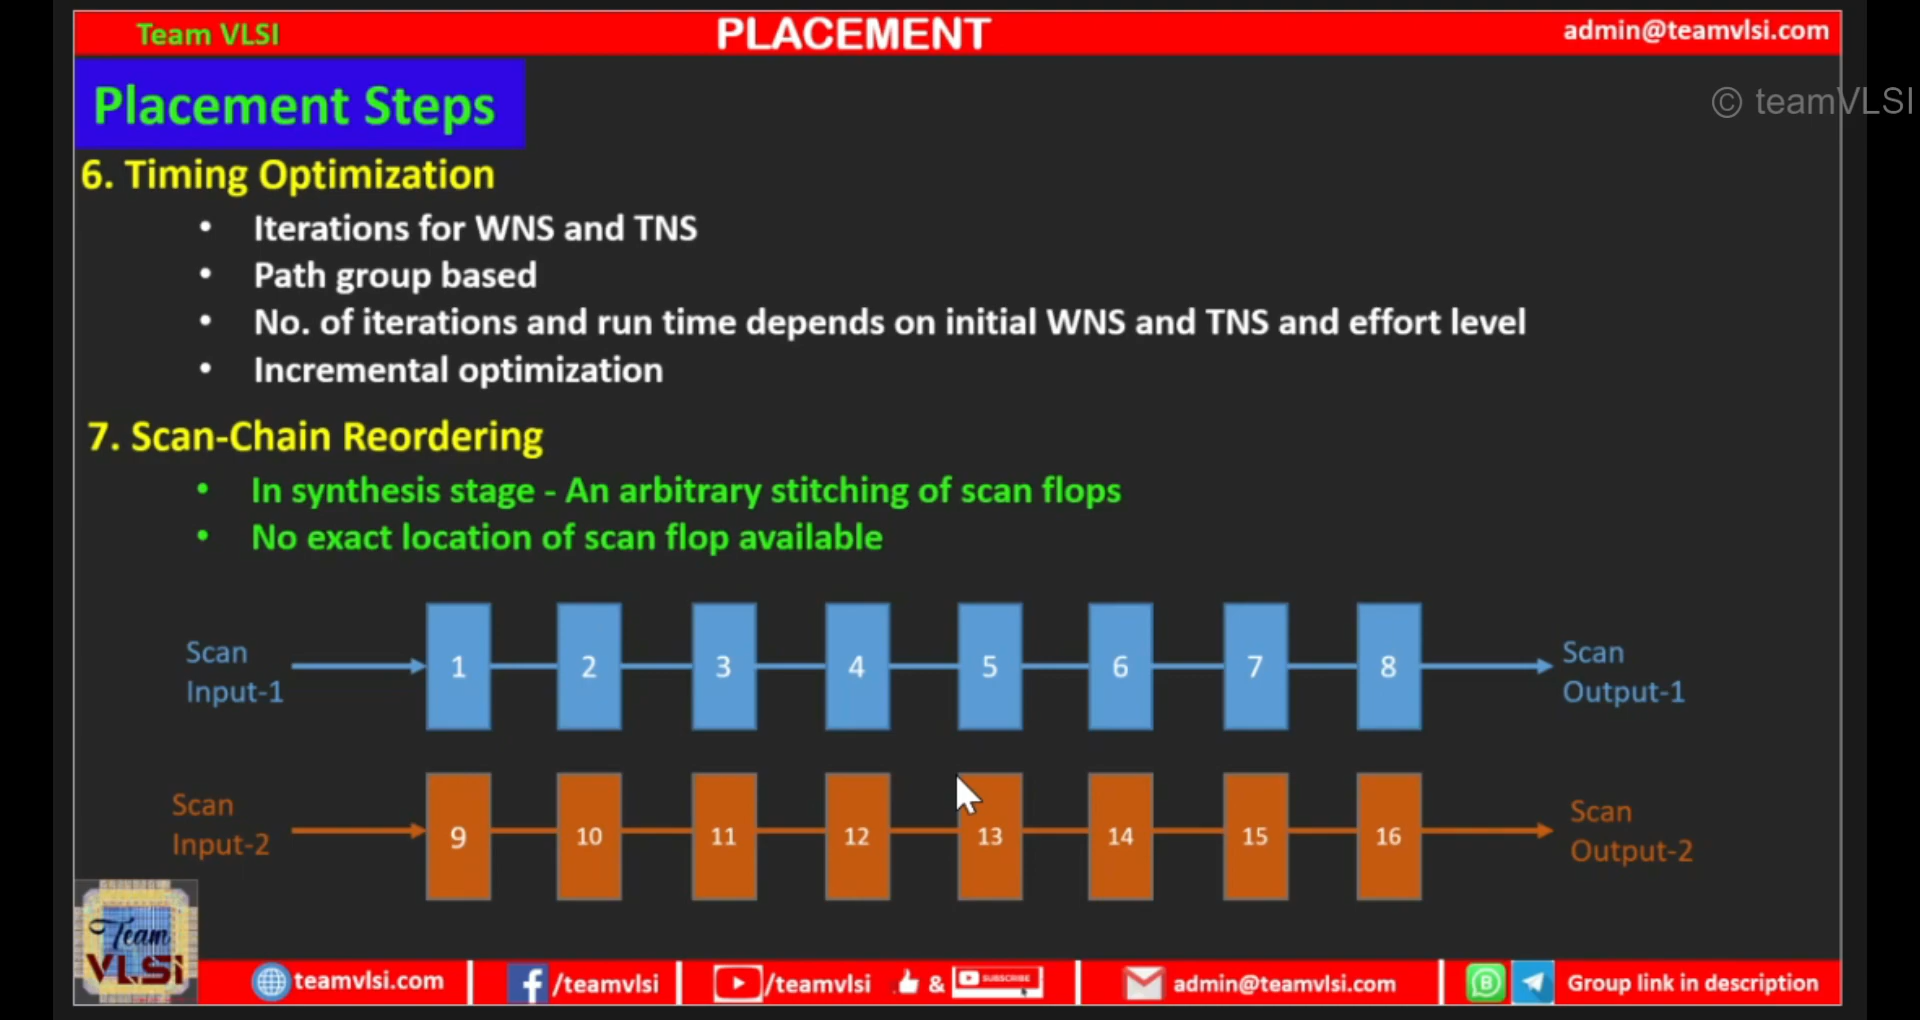 Team VLSI
PLACEMENT
admin@teamvlsi.com
© teamVLSI
Placement Steps
6. Timing Optimization
• Iterations for WNS and TNS
• Path group based
• No. of iterations and run time depends on initial WNS and TNS and effort level
• Incremental optimization
7. Scan-Chain Reordering
• In synthesis stage - An arbitrary stitching of scan flops
• No exact location of scan flop available
Scan
Input-1
1 2 3 4 5 6 7 8
Scan
Output-1
Scan
Input-2
9 10 11 12 13 14 15 16
Scan
Output-2
Team
VLSI
teamvlsi.com
/teamvlsi
/teamvlsi
&
SUBSCRIBE
admin@teamvlsi.com
B
Group link in description